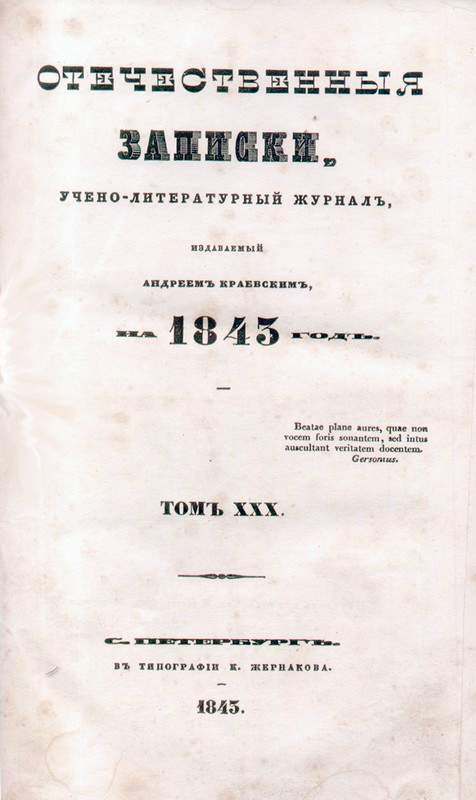 ОТЕЧЕСТВЕННЫЯ
ЗАПИСКИ,
УЧЕНО-ЛИТЕРАТУРНЫЙ ЖУРНАЛЪ,
ИЗДАВАЕМЫЙ
АНДРЕЕМЪ КРАЕВСКИМЪ,
НА 1843 ГОДЪ.
Beatae plane aures, quae non
vocem foris sonantem, sed intus
auscultant veritatem docentem.
Gersonius.
ТОМЪ XXX.
С. ПЕТЕРБУРГЪ.
ВЪ ТИПОГРАФІИ К. ЖЕРНАКОВА.
1843.